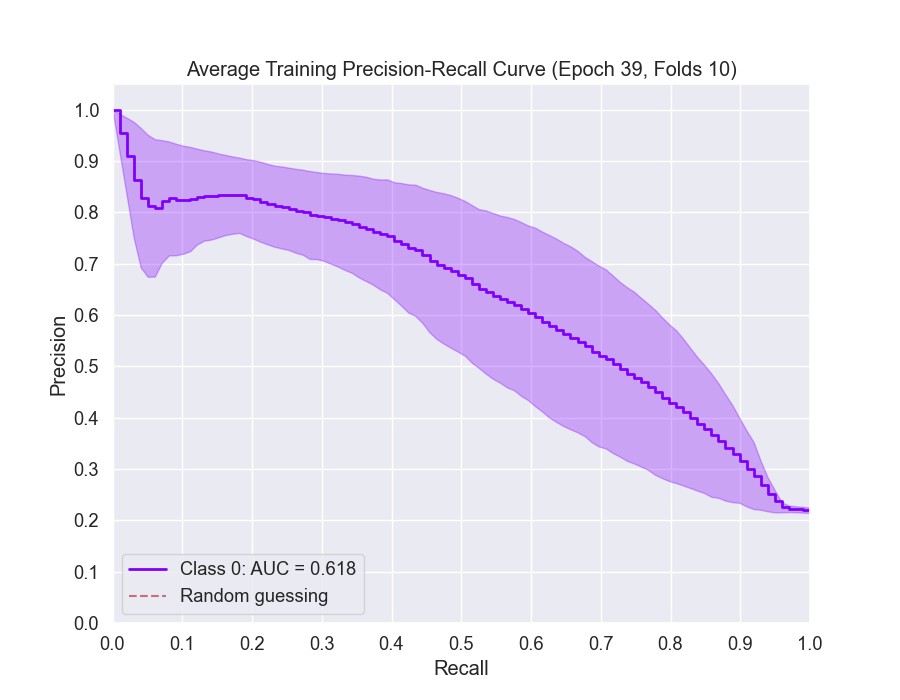 Average Training Precision-Recall Curve (Epoch 39, Folds 10)
1.0
0.9
0.8
0.7
0.6
0.5
0.4
0.3
0.2
0.1
0.0
Precision
Class 0: AUC = 0.618
Random guessing
0.0 0.1 0.2 0.3 0.4 0.5 0.6 0.7 0.8 0.9 1.0
Recall